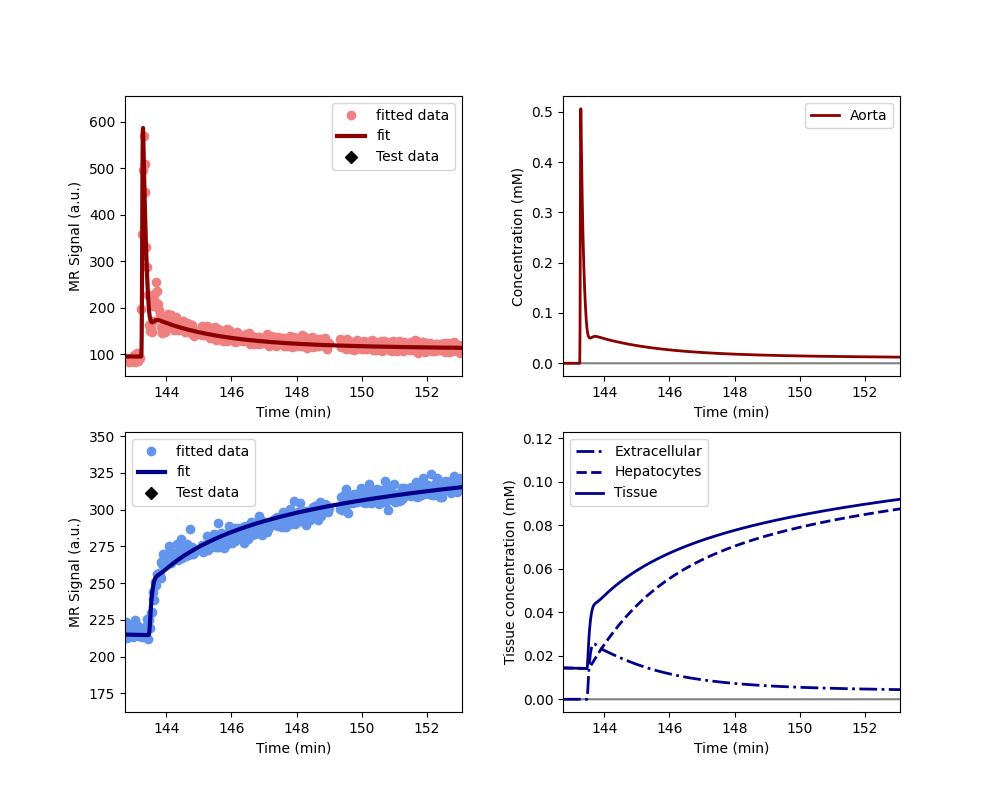 600
500
400
300
200
100
MR Signal (a.u.)
fitted data
fit
Test data
144
146
148
150
152
Time (min)
0.5
0.4
0.3
0.2
0.1
0.0
Concentration (mM)
Aorta
144
146
148
150
152
Time (min)
350
325
300
275
250
225
200
175
MR Signal (a.u.)
fitted data
fit
Test data
144
146
148
150
152
Time (min)
0.12
0.10
0.08
0.06
0.04
0.02
0.00
Tissue concentration (mM)
Extracellular
Hepatocytes
Tissue
144
146
148
150
152
Time (min)